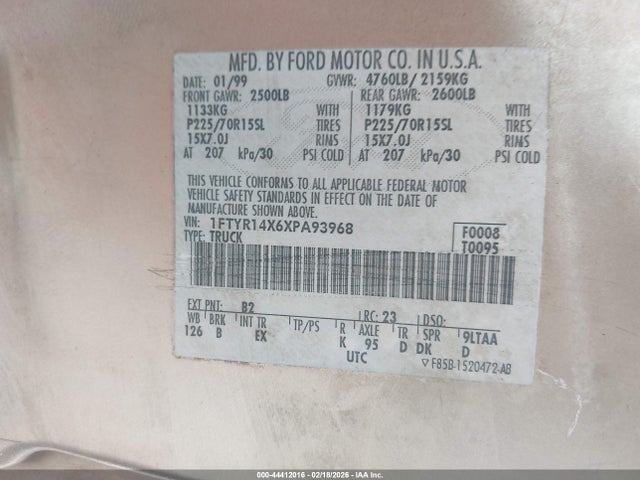 MFD. BY FORD MOTOR CO. IN U.S.A.
DATE: 01/99 GVWR: 4760LB/ 2159KG
FRONT GAWR: 2500LB REAR GAWR: 2600LB
1133KG WITH 1179KG WITH
P225/70R15SL TIRES P225/70R15SL TIRES
15X7.0J RIMS 15X7.0J RIMS
AT 207 kPa/30 PSI COLD AT 207 kPa/30 PSI COLD
THIS VEHICLE CONFORMS TO ALL APPLICABLE FEDERAL MOTOR
VEHICLE SAFETY STANDARDS IN EFFECT ON THE DATE OF
MANUFACTURE SHOWN ABOVE.
VIN: 1FTYR14X6XPA93968 F0008
TYPE: TRUCK T0095
EXT PNT: B2 RC: 23 DSO:
WB BRK INT TR TP/PS R AXLE TR SPR 9LTAA
126 B EX K 95 D DK D
UTC F85B-1520472-AB
000-44412016 - 02/18/2026 - IAA Inc.